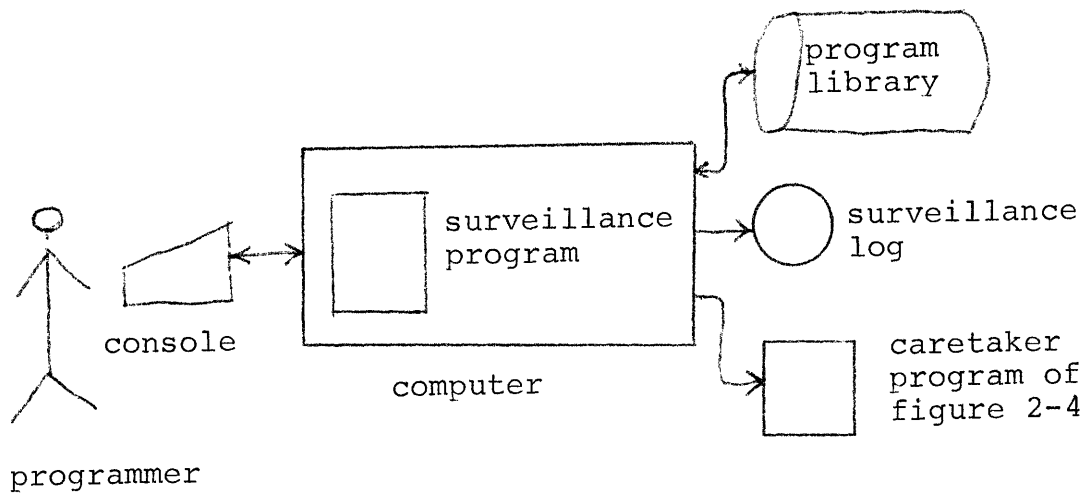 program
library
surveillance
program
surveillance
log
console
computer
caretaker
program of
figure 2-4
programmer